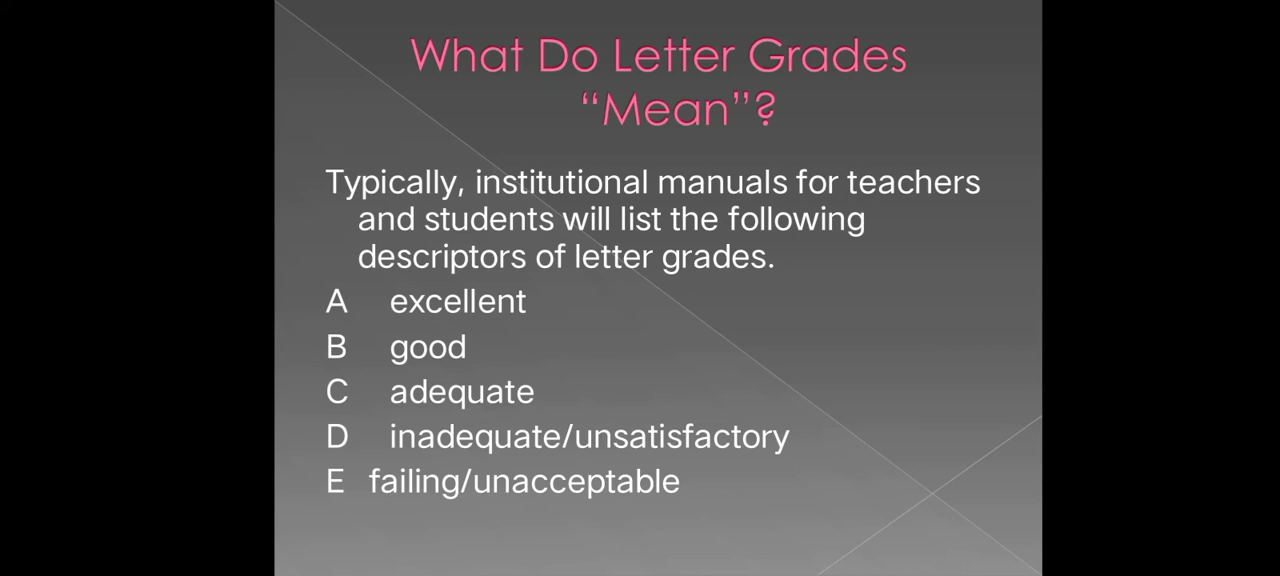 What Do Letter Grades
“Mean”?
Typically, institutional manuals for teachers
and students will list the following
descriptors of letter grades.
A excellent
B good
C adequate
D inadequate/unsatisfactory
E failing/unacceptable